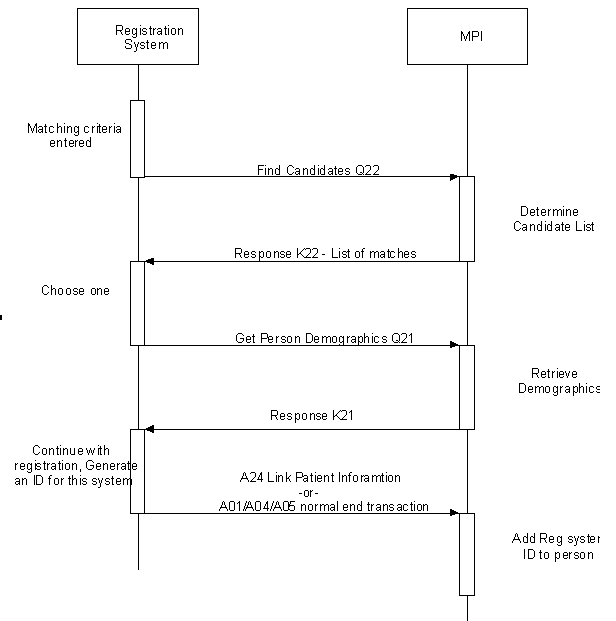 Registration
System
MPI
Matching criteria
entered
Find Candidates Q22
Determine
Candidate List
Response K22 - List of matches
Choose one
Get Person Demographics Q21
Retrieve
Demographics
Response K21
Continue with
registration, Generate
an ID for this system
A24 Link Patient Inforamtion
-or-
A01/A04/A05 normal end transaction
Add Reg system
ID to person